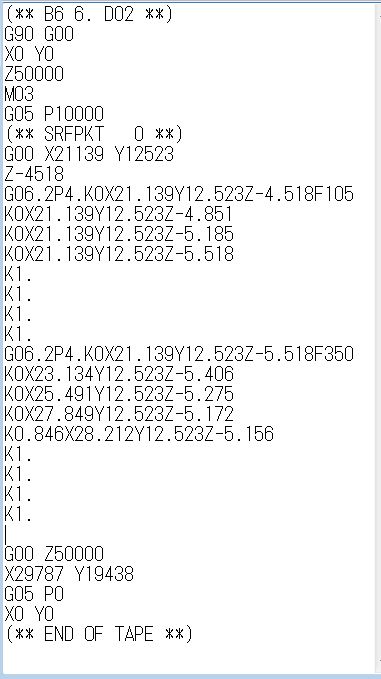 (** B6 6. D02 **)
G90 G00
X0 Y0
Z50000
M03
G05 P10000
(** SRFPKT   0 **)
G00 X21139 Y12523
Z-4518
G06.2P4.K0X21.139Y12.523Z-4.518F105
K0X21.139Y12.523Z-4.851
K0X21.139Y12.523Z-5.185
K0X21.139Y12.523Z-5.518
K1.
K1.
K1.
K1.
G06.2P4.K0X21.139Y12.523Z-5.518F350
K0X23.134Y12.523Z-5.406
K0X25.491Y12.523Z-5.275
K0X27.849Y12.523Z-5.172
K0.846X28.212Y12.523Z-5.156
K1.
K1.
K1.
K1.
G00 Z50000
X29787 Y19438
G05 P0
X0 Y0
(** END OF TAPE **)